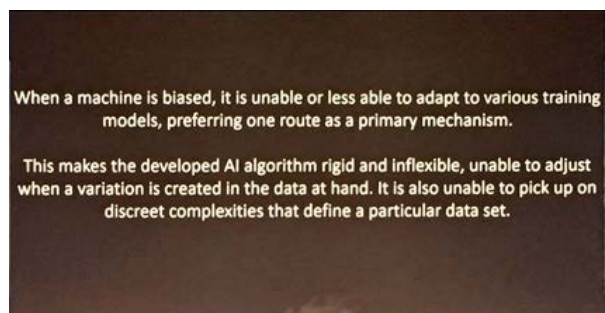 When a machine is biased, it is unable or less able to adapt to various training
models, preferring one route as a primary mechanism.
This makes the developed AI algorithm rigid and inflexible, unable to adjust
when a variation is created in the data at hand. It is also unable to pick up on
discreet complexities that define a particular data set.